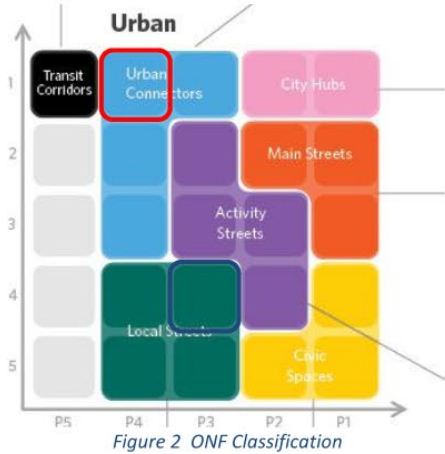 Urban
Transit
Corridors
Urban
Connectors
City Hubs
Main Streets
Activity
Streets
Local Streets
Civic
Spaces
1
2
3
4
5
P5 P4 P3 P2 P1
Figure 2 ONF Classification